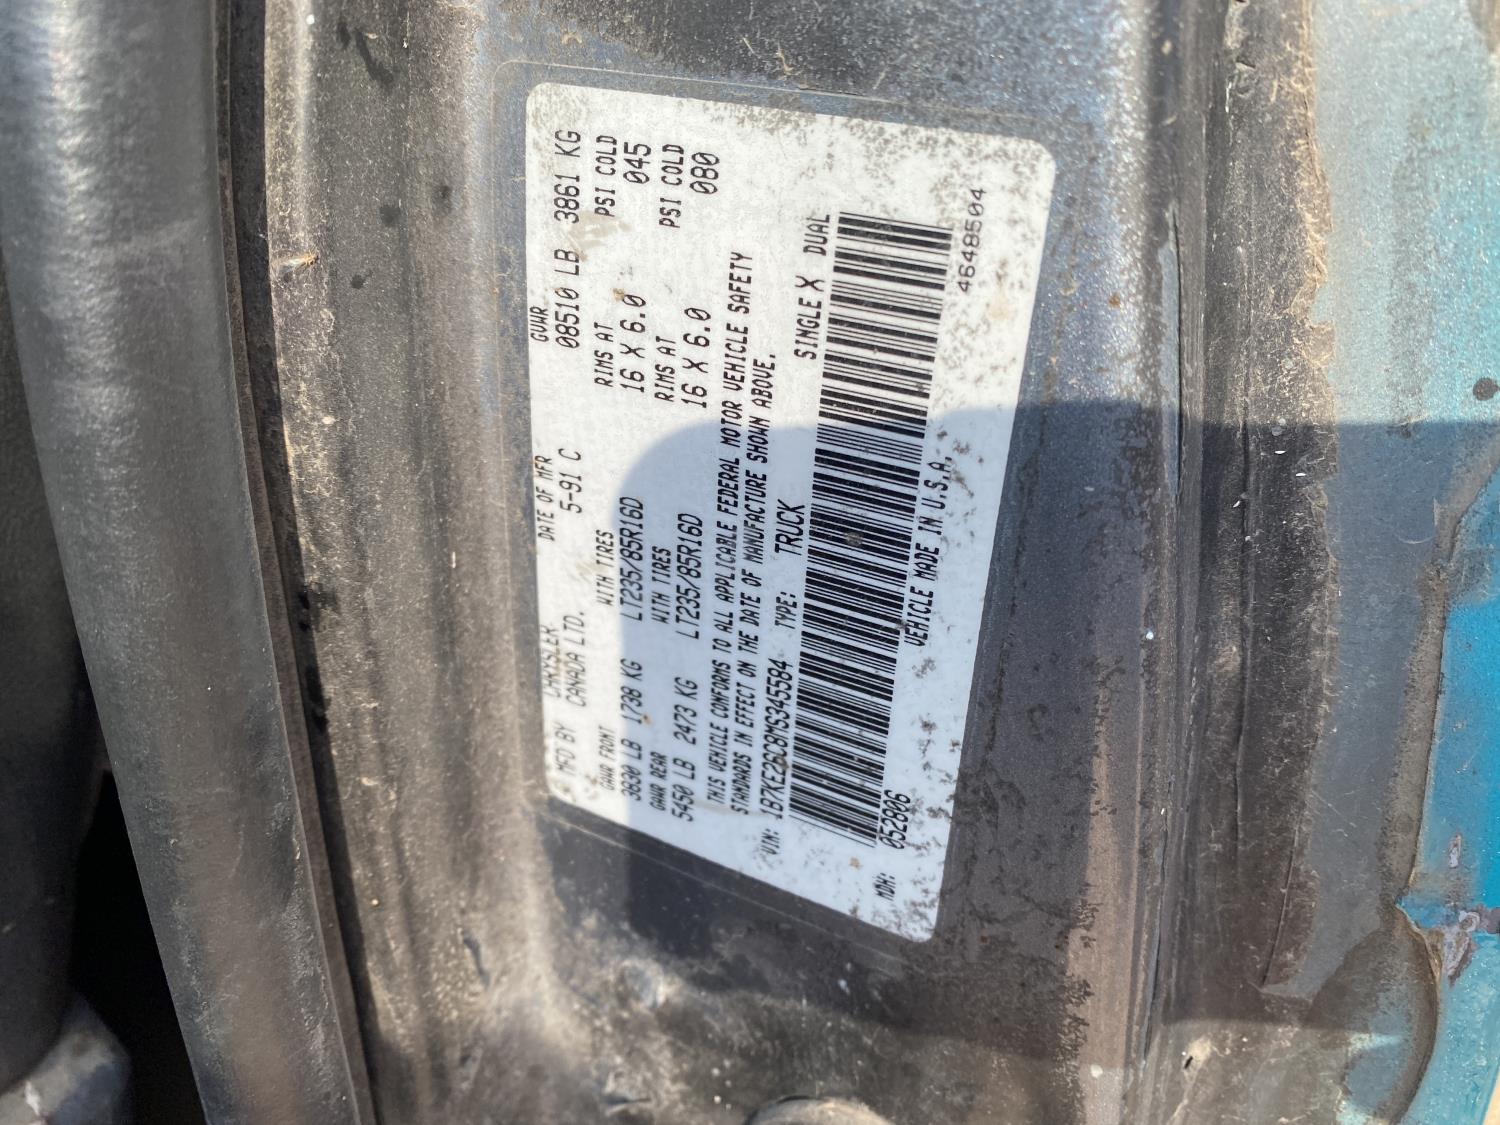 MFD BY CHRYSLER CANADA LTD. DATE OF MFR 5-91 C GVWR 08510 LB 3861 KG
GAWR FRONT WITH TIRES RIMS AT PSI COLD
3830 LB 1738 KG LT235/85R16D 16 X 6.0 045
GAWR REAR WITH TIRES RIMS AT PSI COLD
5450 LB 2473 KG LT235/85R16D 16 X 6.0 080
THIS VEHICLE CONFORMS TO ALL APPLICABLE FEDERAL MOTOR VEHICLE SAFETY
STANDARDS IN EFFECT ON THE DATE OF MANUFACTURE SHOWN ABOVE.
VIN: 1B7KE26C8MS345584 TYPE: TRUCK SINGLE X DUAL
MDH: 052806 VEHICLE MADE IN U.S.A. 4648504